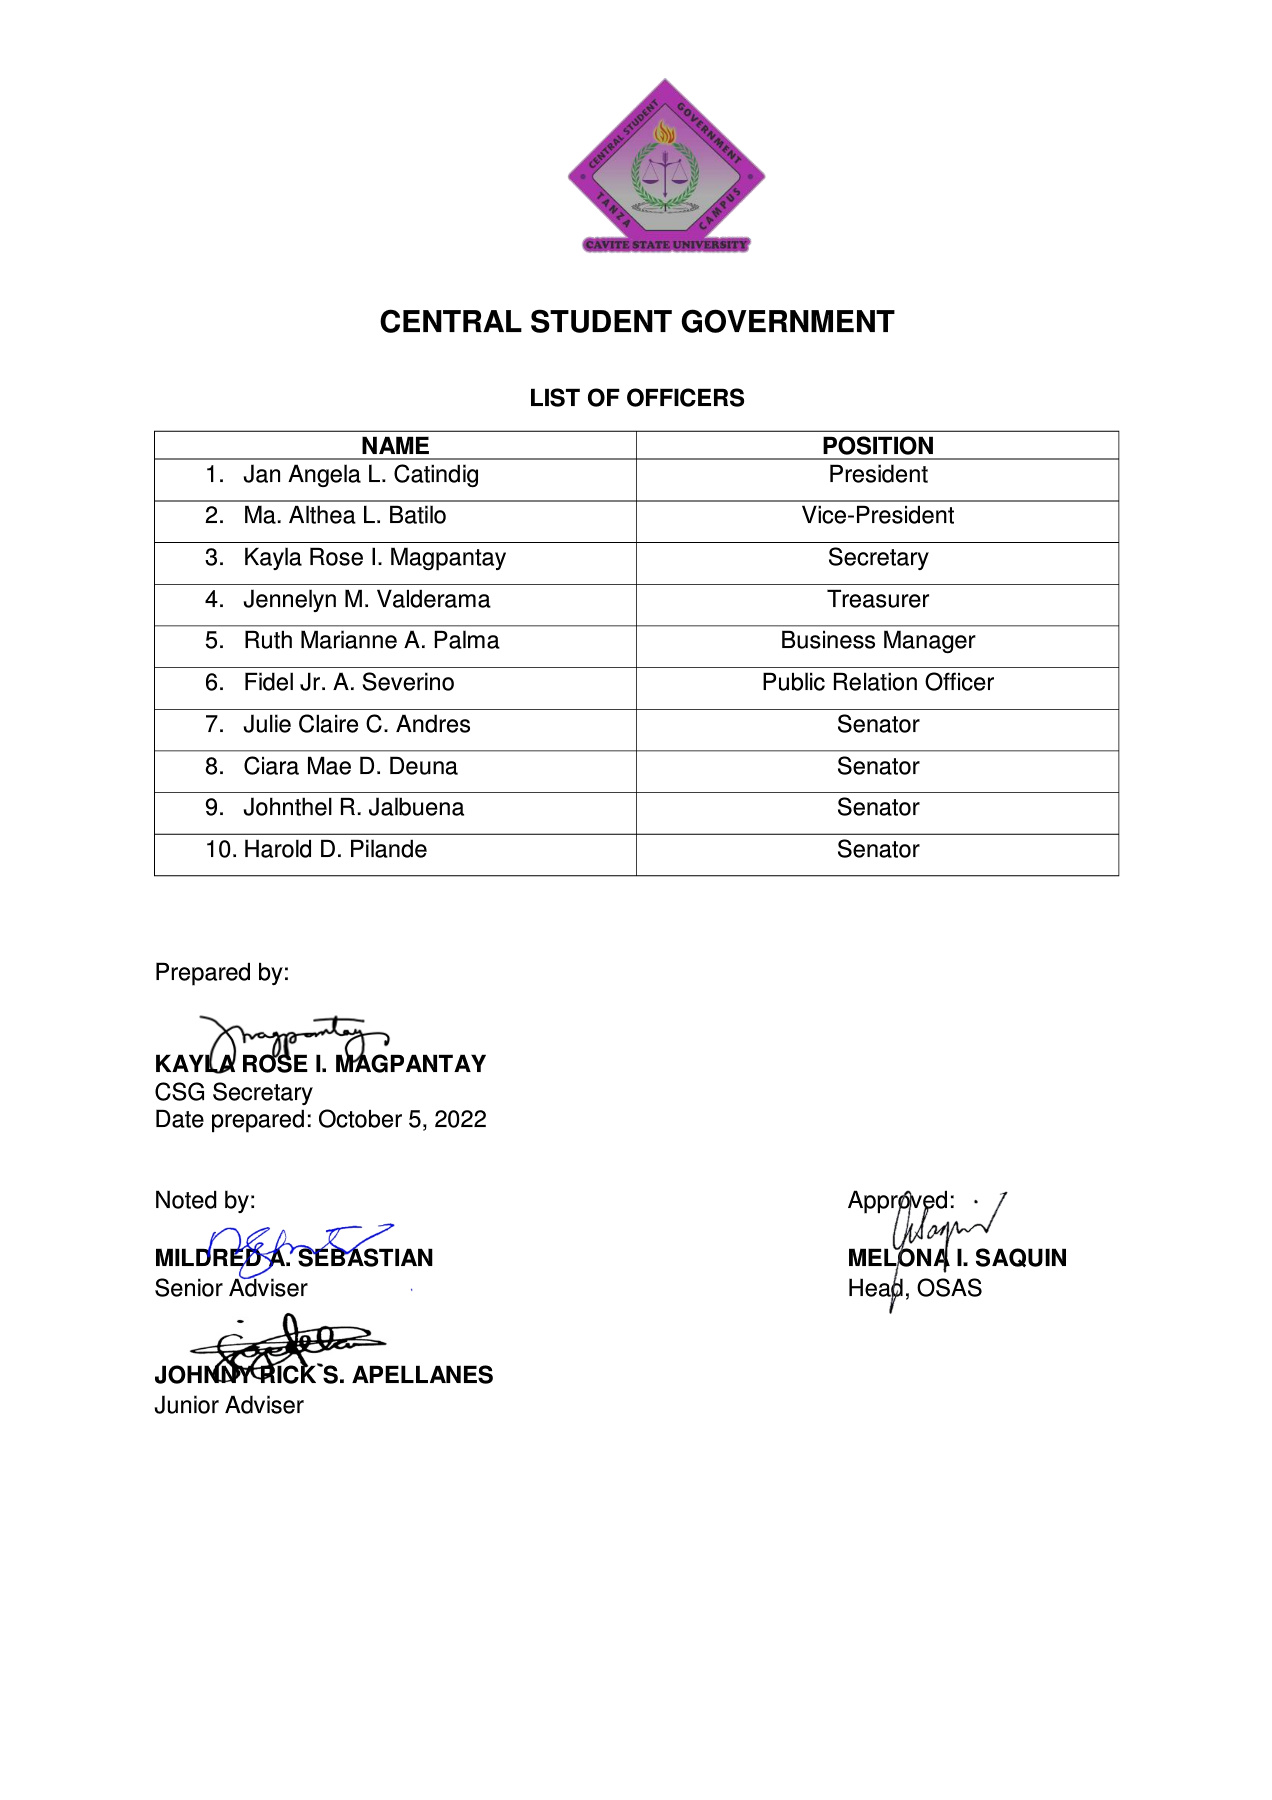 CENTRAL STUDENT GOVERNMENT
TANZA CAMPUS
CAVITE STATE UNIVERSITY
CENTRAL STUDENT GOVERNMENT
LIST OF OFFICERS
NAME POSITION
1. Jan Angela L. Catindig President
2. Ma. Althea L. Batilo Vice-President
3. Kayla Rose I. Magpantay Secretary
4. Jennelyn M. Valderama Treasurer
5. Ruth Marianne A. Palma Business Manager
6. Fidel Jr. A. Severino Public Relation Officer
7. Julie Claire C. Andres Senator
8. Ciara Mae D. Deuna Senator
9. Johnthel R. Jalbuena Senator
10. Harold D. Pilande Senator
Prepared by:
Magpantay
KAYLA ROSE I. MAGPANTAY
CSG Secretary
Date prepared: October 5, 2022
Noted by: Approved:
MILDRED A. SEBASTIAN MELONA I. SAQUIN
Senior Adviser Head, OSAS
JOHNNY RICK S. APELLANES
Junior Adviser